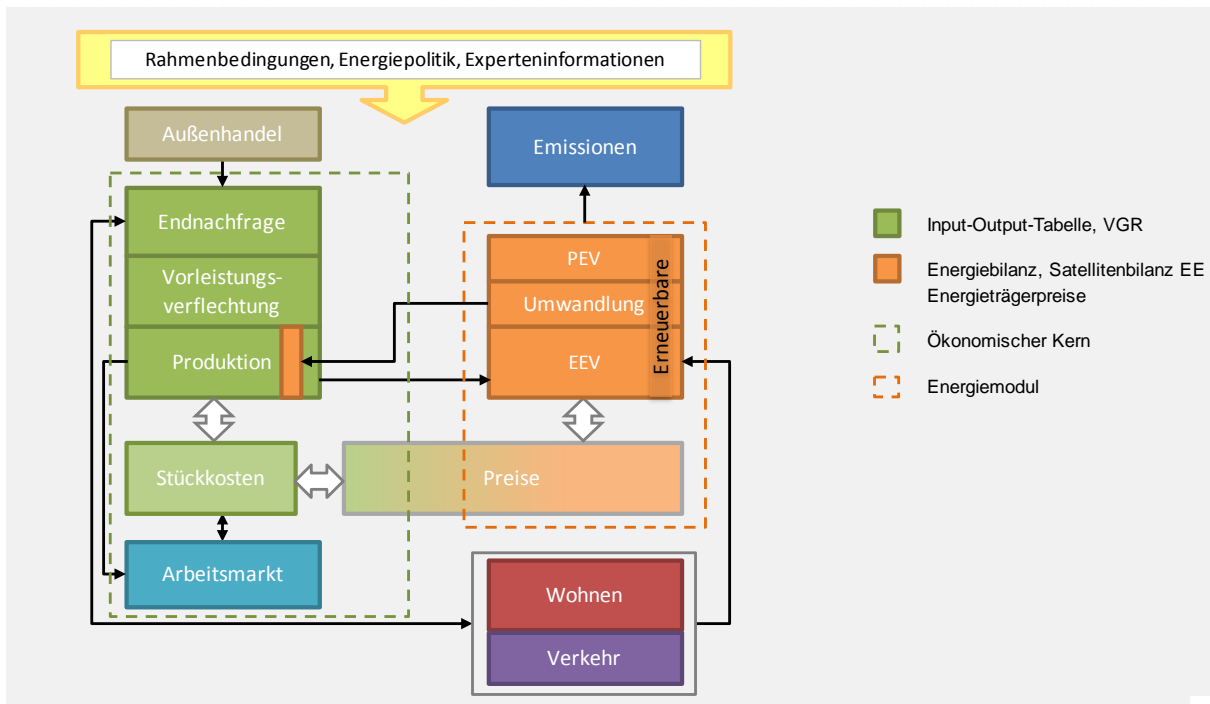 Rahmenbedingungen, Energiepolitik, Experteninformationen
Außenhandel
Endnachfrage
Vorleistungs-
verflechtung
Produktion
Stückkosten
Arbeitsmarkt
Emissionen
PEV
Umwandlung
EEV
Erneuerbare
Preise
Wohnen
Verkehr
Input-Output-Tabelle, VGR
Energiebilanz, Satellitenbilanz EE
Energieträgerpreise
Ökonomischer Kern
Energiemodul